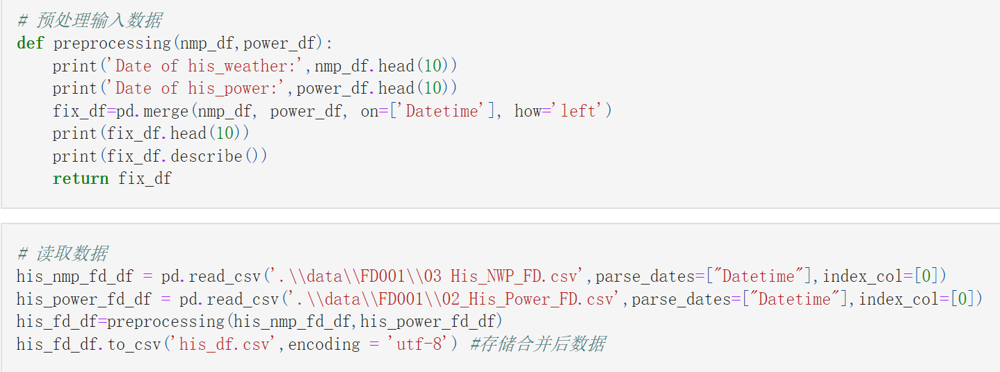 # 预处理输入数据
def preprocessing(nmp_df,power_df):
    print('Date of his_weather:',nmp_df.head(10))
    print('Date of his_power:',power_df.head(10))
    fix_df=pd.merge(nmp_df, power_df, on=['Datetime'], how='left')
    print(fix_df.head(10))
    print(fix_df.describe())
    return fix_df
# 读取数据
his_nmp_fd_df = pd.read_csv('.\\data\\FD001\\03 His_NWP_FD.csv',parse_dates=["Datetime"],index_col=[0])
his_power_fd_df = pd.read_csv('.\\data\\FD001\\02_His_Power_FD.csv',parse_dates=["Datetime"],index_col=[0])
his_fd_df=preprocessing(his_nmp_fd_df,his_power_fd_df)
his_fd_df.to_csv('his_df.csv',encoding = 'utf-8') #存储合并后数据